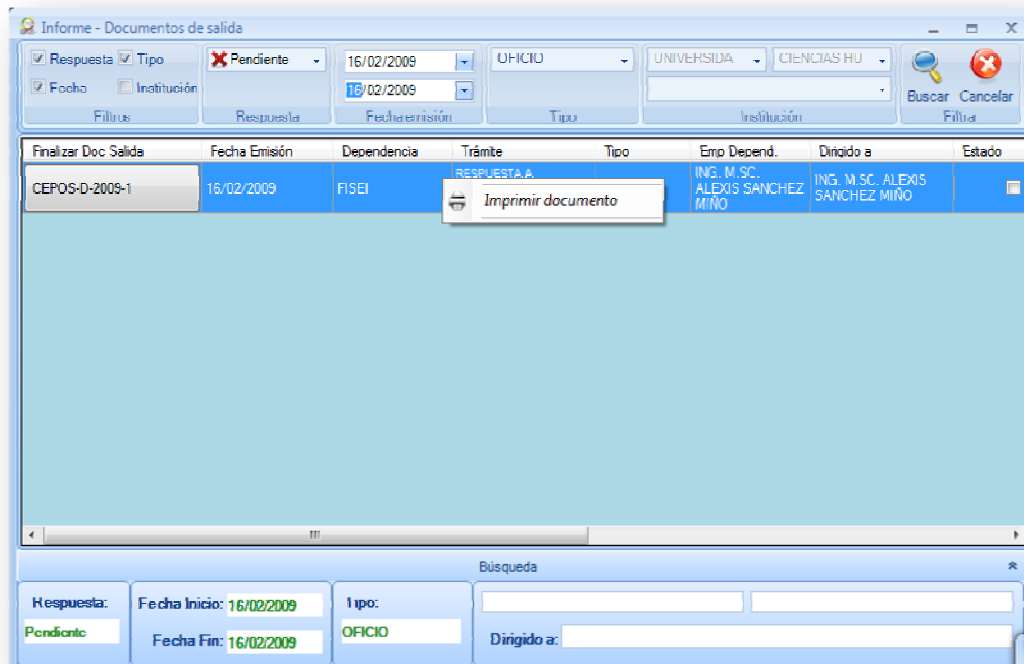 Informe - Documentos de salida
Respuesta Tipo
Fecha Institución
Filtros
Pendiente
Respuesta
16/02/2009
16/02/2009
Fecha emisión
OFICIO
Tipo
UNIVERSIDA CIENCIAS HU
Institución
Buscar Cancelar
Filtrar
Finalizar Doc Salida Fecha Emisión Dependencia Trámite Tipo Emp Depend. Dirigido a Estado
CEPOS-D-2009-1 16/02/2009 FISEI RESPUESTA A ING. M.SC. ALEXIS SANCHEZ MIÑO ING. M.SC. ALEXIS SANCHEZ MIÑO
Imprimir documento
Búsqueda
Respuesta: Fecha Inicio: 16/02/2009 Tipo:
Pendiente Fecha Fin: 16/02/2009 OFICIO Dirigido a: